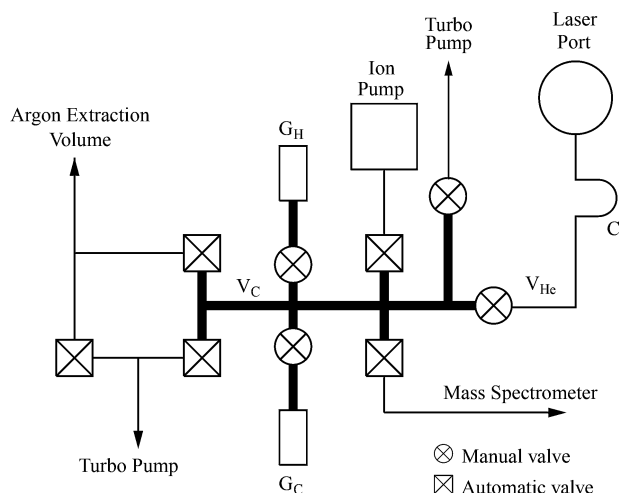 Turbo
Pump
Laser
Port
Ion
Pump
Argon Extraction
Volume
G_H
C
V_C
V_He
Mass Spectrometer
Turbo Pump
G_C
Manual valve
Automatic valve